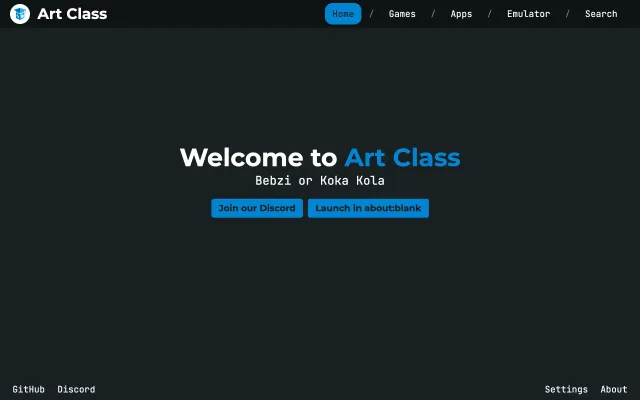 Art Class
Home / Games / Apps / Emulator / Search
Welcome to Art Class
Bebzi or Koka Kola
Join our Discord Launch in about:blank
GitHub Discord Settings About